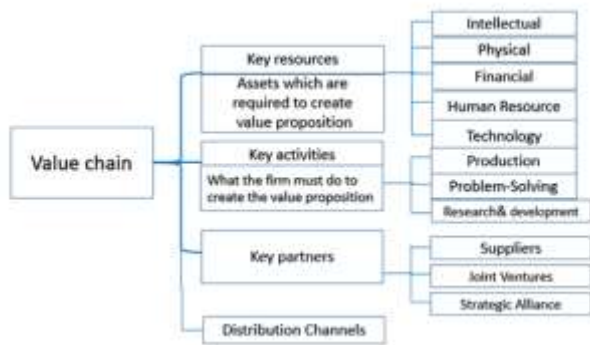 Value chain
Key resources
Assets which are
required to create
value proposition
Intellectual
Physical
Financial
Human Resource
Technology
Key activities
What the firm must do to
create the value proposition
Production
Problem-Solving
Research& development
Key partners
Suppliers
Joint Ventures
Strategic Alliance
Distribution Channels